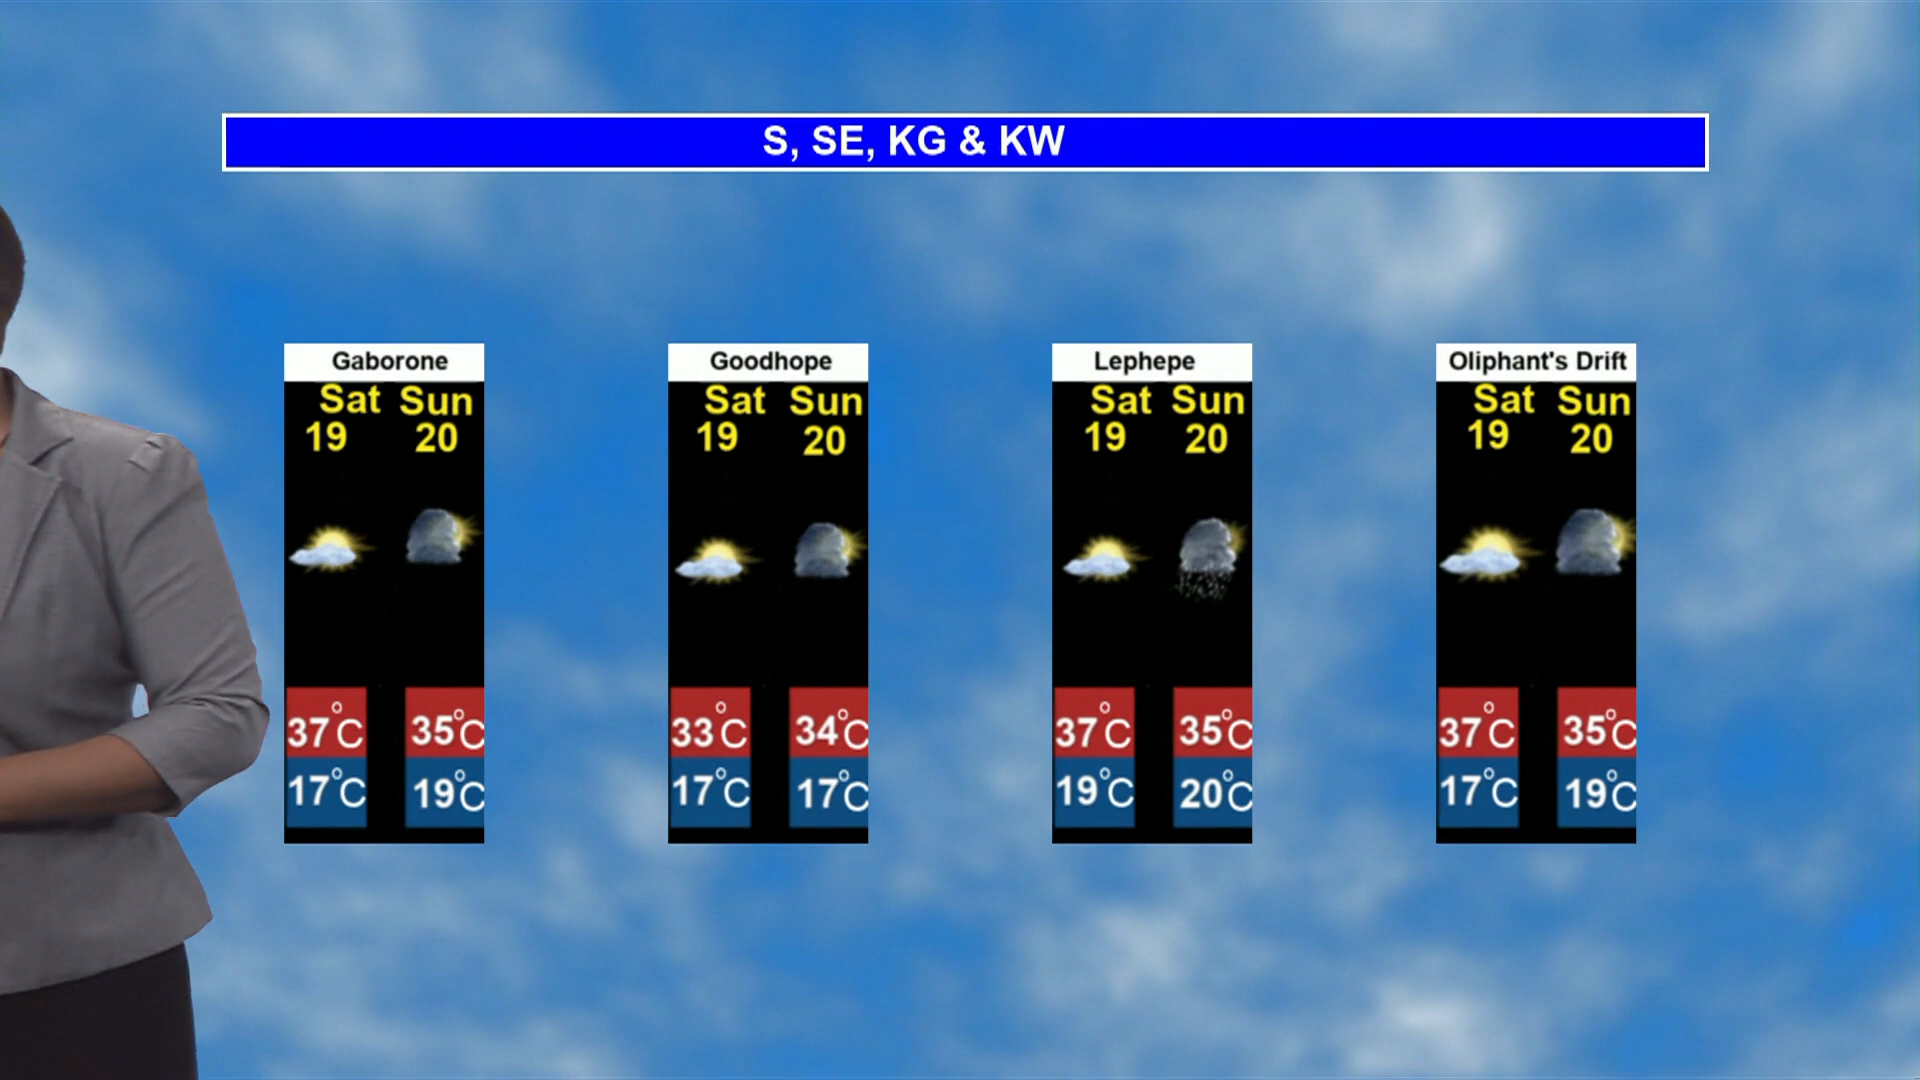 S, SE, KG & KW
Gaborone
Sat Sun
19 20
37°C 35°C
17°C 19°C
Goodhope
Sat Sun
19 20
33°C 34°C
17°C 17°C
Lephepe
Sat Sun
19 20
37°C 35°C
19°C 20°C
Oliphant's Drift
Sat Sun
19 20
37°C 35°C
17°C 19°C